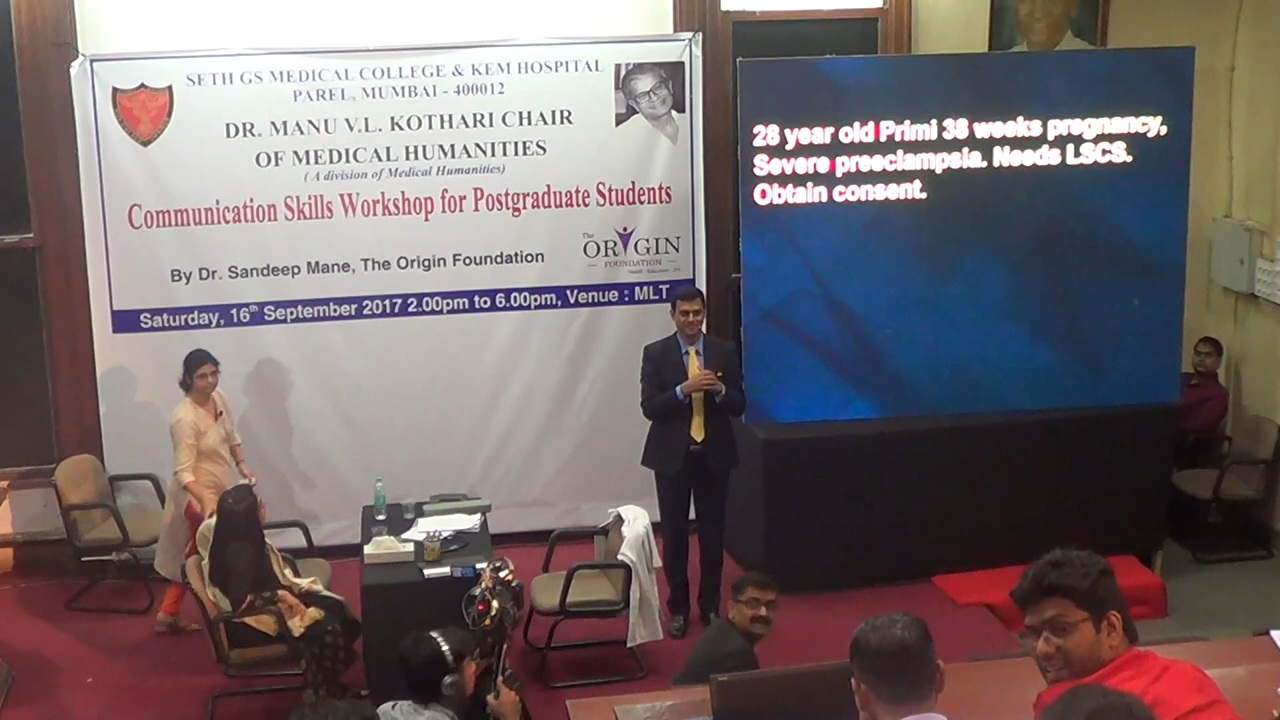 SETH GS MEDICAL COLLEGE & KEM HOSPITAL
PAREL, MUMBAI - 400012
DR. MANU V.L. KOTHARI CHAIR
OF MEDICAL HUMANITIES
( A division of Medical Humanities)
Communication Skills Workshop for Postgraduate Students
The
ORIGIN
FOUNDATION
By Dr. Sandeep Mane, The Origin Foundation
Saturday, 16th September 2017 2.00pm to 6.00pm, Venue : MLT
28 year old Primi 38 weeks pregnancy,
Severe preeclampsia. Needs LSCS.
Obtain consent.